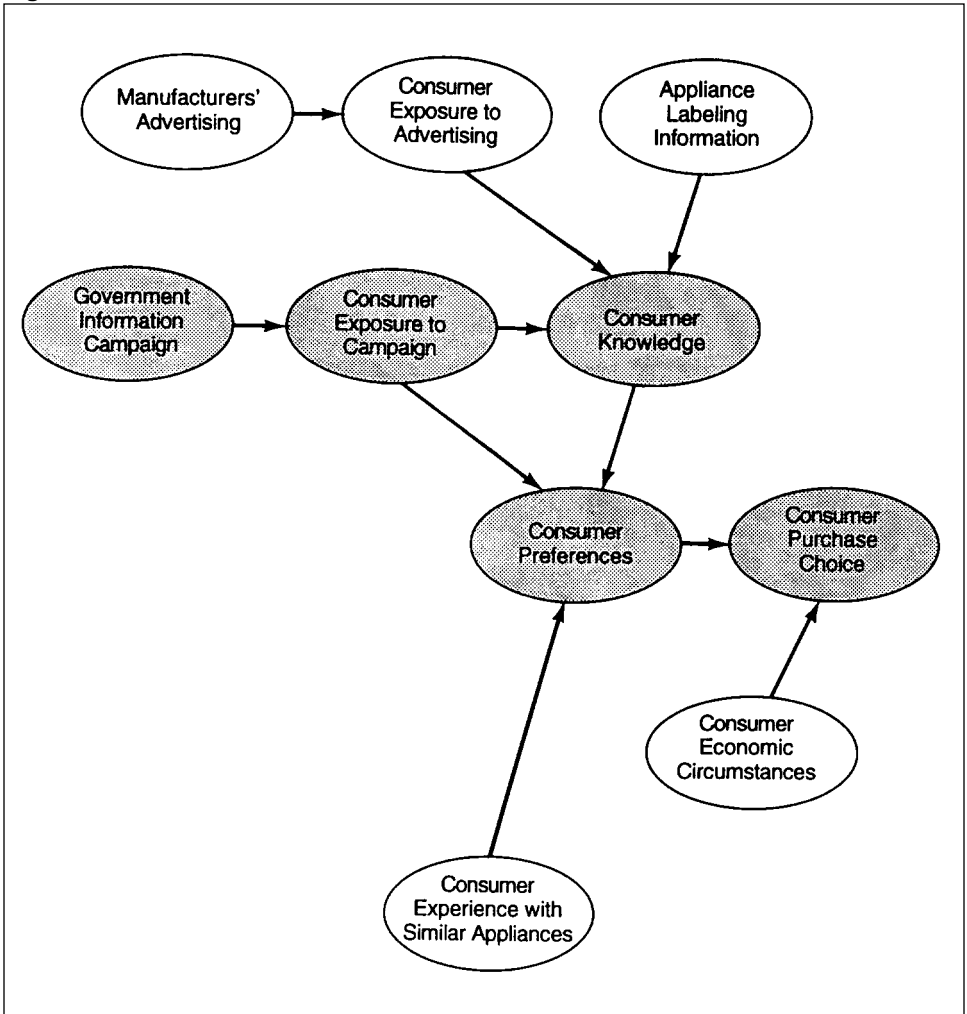 Manufacturers'
Advertising
Consumer
Exposure to
Advertising
Appliance
Labeling
Information
Government
Information
Campaign
Consumer
Exposure to
Campaign
Consumer
Knowledge
Consumer
Preferences
Consumer
Purchase
Choice
Consumer
Economic
Circumstances
Consumer
Experience with
Similar Appliances